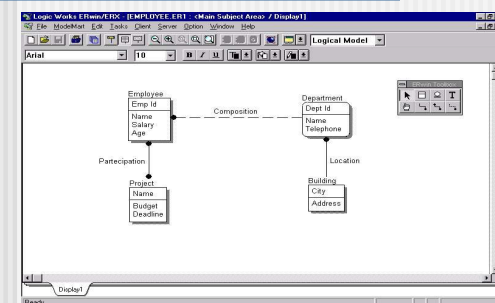 Logic Works ERwin/ERX - [EMPLOYEE.ER1 : <Main Subject Area> / Display1]
File ModelMart Edit Tasks Client Server Option Window Help
Logical Model
Arial 10 B I U
ERwin Toolbox
T
Employee
Emp Id
Name
Salary
Age
Composition
Department
Dept Id
Name
Telephone
Partecipation
Location
Project
Name
Budget
Deadline
Building
City
Address
Display1
Ready